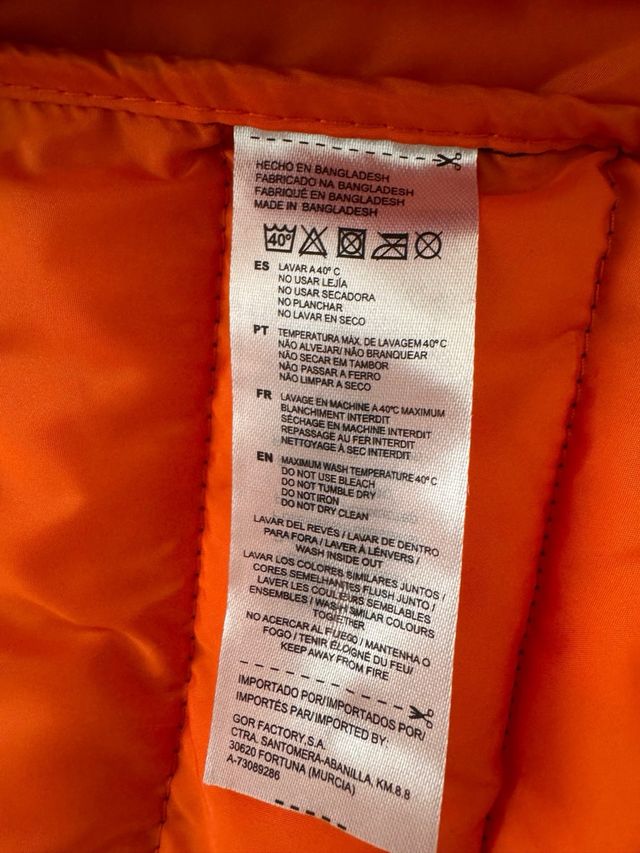 HECHO EN BANGLADESH
FABRICADO NA BANGLADESH
FABRIQUÉ EN BANGLADESH
MADE IN BANGLADESH
40°
ES LAVAR A 40° C
NO USAR LEJÍA
NO USAR SECADORA
NO PLANCHAR
NO LAVAR EN SECO
PT TEMPERATURA MÁX. DE LAVAGEM 40° C
NÃO ALVEJAR/ NÃO BRANQUEAR
NÃO SECAR EM TAMBOR
NÃO PASSAR A FERRO
NÃO LIMPAR A SECO
FR LAVAGE EN MACHINE A 40°C MAXIMUM
BLANCHIMENT INTERDIT
SÉCHAGE EN MACHINE INTERDIT
REPASSAGE AU FER INTERDIT
NETTOYAGE À SEC INTERDIT
EN MAXIMUM WASH TEMPERATURE 40° C
DO NOT USE BLEACH
DO NOT TUMBLE DRY
DO NOT IRON
DO NOT DRY CLEAN
LAVAR DEL REVÉS / LAVAR DE DENTRO
PARA FORA / LAVER À LÉNVERS /
WASH INSIDE OUT
LAVAR LOS COLORES SIMILARES JUNTOS /
CORES SEMELHANTES FLUSH JUNTO /
LAVER LES COULEURS SEMBLABLES
ENSEMBLES / WASH SMILAR COLOURS
TOGETHER
NO ACERCAR AL FUEGO / MANTENHA O
FOGO / TENIR ÉLOIGNÉ DU FEU/
KEEP AWAY FROM FIRE
IMPORTADO POR/IMPORTADOS POR/
IMPORTÉS PAR/IMPORTED BY:
GOR FACTORY,S.A.
CTRA. SANTOMERA-ABANILLA, KM.8.8
30620 FORTUNA (MURCIA)
A-73089286